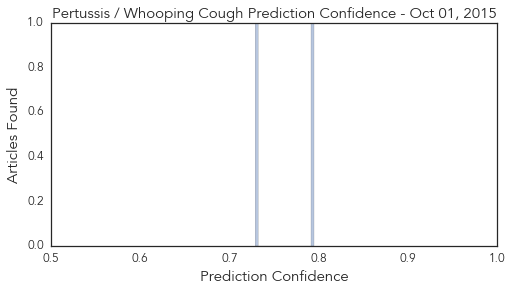 Pertussis / Whooping Cough Prediction Confidence - Oct 01, 2015
1.0
0.8
0.6
0.4
0.2
0.0
Articles Found
0.5 0.6 0.7 0.8 0.9 1.0
Prediction Confidence